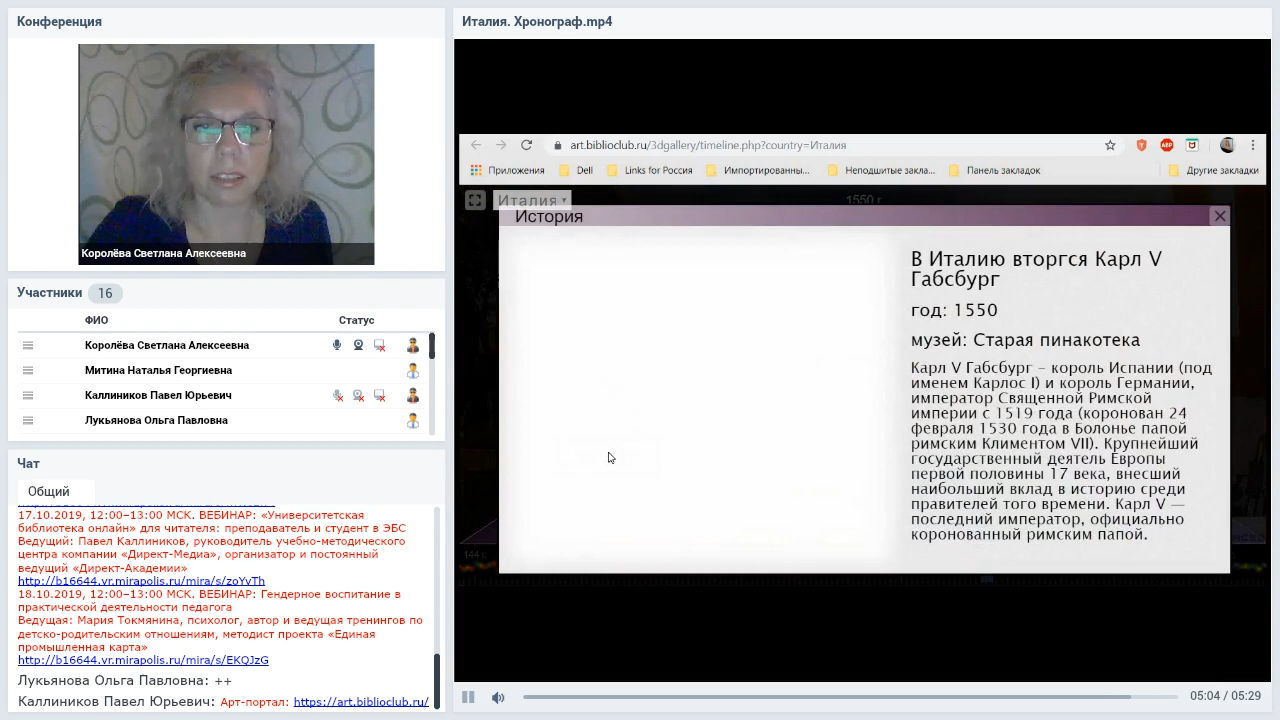 Конференция
Королёва Светлана Алексеевна
Участники 16
ФИО Статус
Королёва Светлана Алексеевна
Митина Наталья Георгиевна
Каллиников Павел Юрьевич
Лукьянова Ольга Павловна
Чат
Общий
17.10.2019, 12:00–13:00 МСК. ВЕБИНАР: «Университетская
библиотека онлайн» для читателя: преподаватель и студент в ЭБС
Ведущий: Павел Каллиников, руководитель учебно-методического
центра компании «Директ-Медиа», организатор и постоянный
ведущий «Директ-Академии»
http://b16644.vr.mirapolis.ru/mira/s/zoYvTh
18.10.2019, 12:00–13:00 МСК. ВЕБИНАР: Гендерное воспитание в
практической деятельности педагога
Ведущая: Мария Токмянина, психолог, автор и ведущая тренингов по
детско-родительским отношениям, методист проекта «Единая
промышленная карта»
http://b16644.vr.mirapolis.ru/mira/s/EKQJzG
Лукьянова Ольга Павловна: ++
Каллиников Павел Юрьевич: Арт-портал: https://art.biblioclub.ru/
Италия. Хронограф.mp4
art.biblioclub.ru/3dgallery/timeline.php?country=Италия
ABP
Приложения Dell Links for Россия Импортированны... Неподшитые закла... Панель закладок Другие закладки
Италия
1550 г
История
В Италию вторгся Карл V
Габсбург
год: 1550
музей: Старая пинакотека
Карл V Габсбург – король Испании (под
именем Карлос I) и король Германии,
император Священной Римской
империи с 1519 года (коронован 24
февраля 1530 года в Болонье папой
римским Климентом VII). Крупнейший
государственный деятель Европы
первой половины 17 века, внесший
наибольший вклад в историю среди
правителей того времени. Карл V —
последний император, официально
коронованный римским папой.
05:04 / 05:29